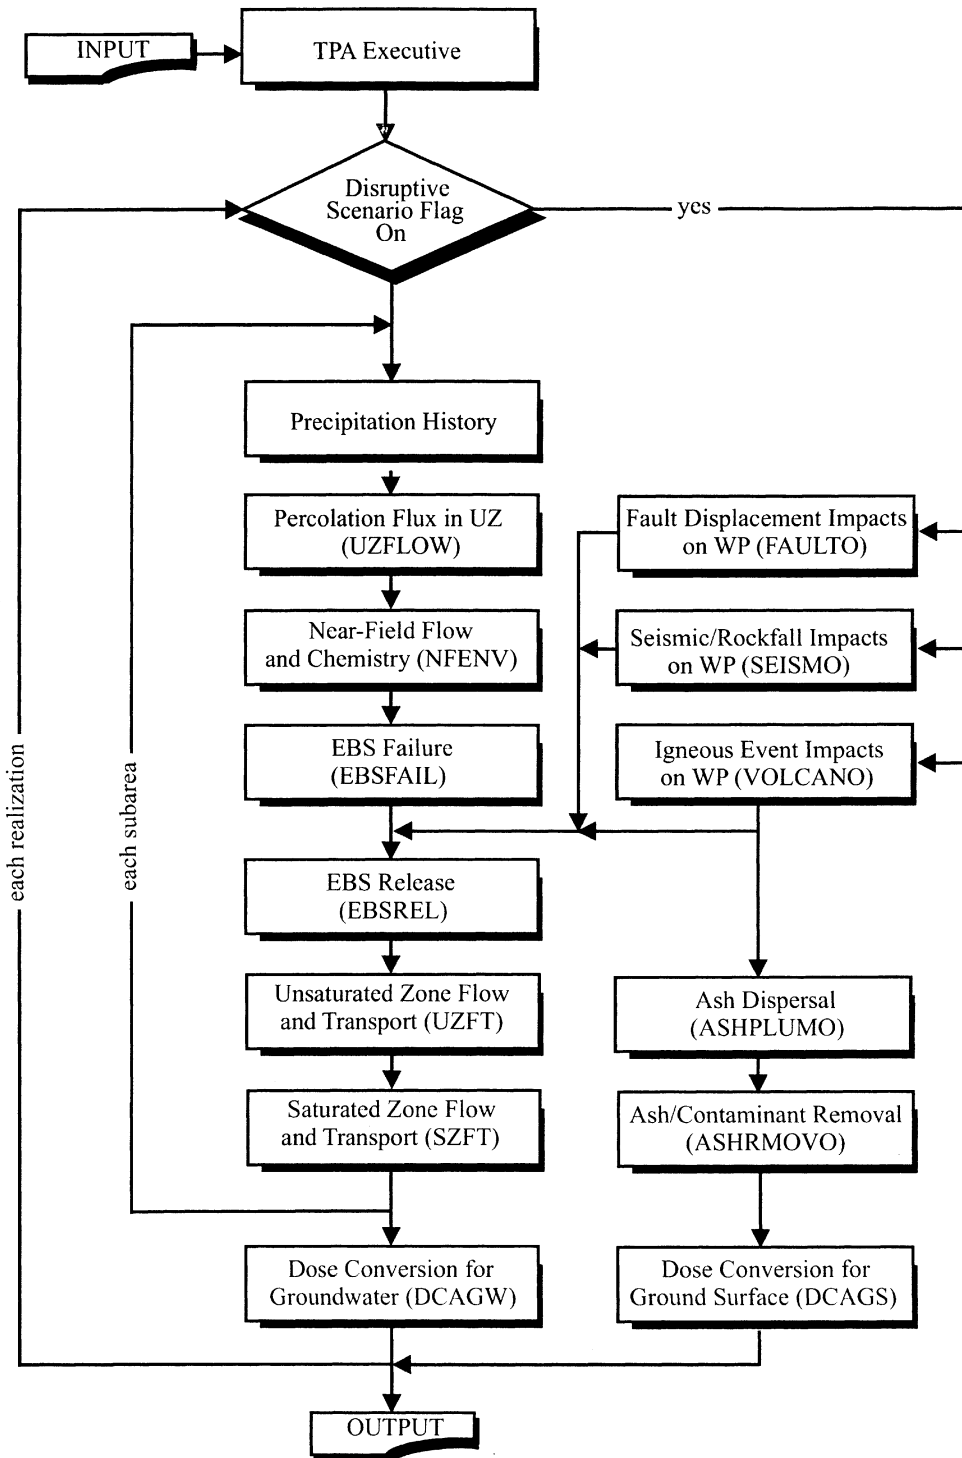 INPUT
TPA Executive
Disruptive
Scenario Flag
On
yes
Precipitation History
Percolation Flux in UZ
(UZFLOW)
Fault Displacement Impacts
on WP (FAULTO)
Near-Field Flow
and Chemistry (NFENV)
Seismic/Rockfall Impacts
on WP (SEISMO)
EBS Failure
(EBSFAIL)
Igneous Event Impacts
on WP (VOLCANO)
each realization
each subarea
EBS Release
(EBSREL)
Unsaturated Zone Flow
and Transport (UZFT)
Ash Dispersal
(ASHPLUMO)
Saturated Zone Flow
and Transport (SZFT)
Ash/Contaminant Removal
(ASHRMOVO)
Dose Conversion for
Groundwater (DCAGW)
Dose Conversion for
Ground Surface (DCAGS)
OUTPUT